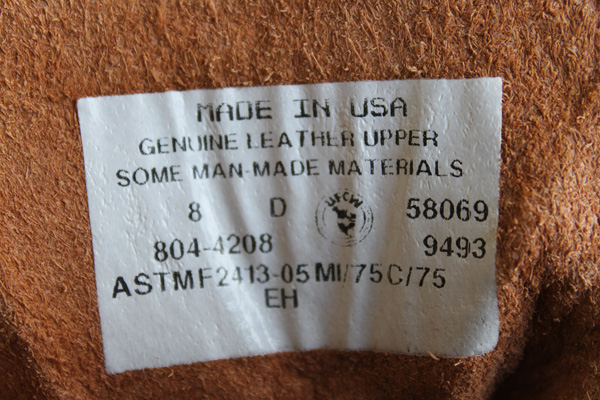 MADE IN USA
GENUINE LEATHER UPPER
SOME MAN-MADE MATERIALS
8 D UFCW 58069
804-4208 9493
ASTMF2413-05 MI/75C/75
EH